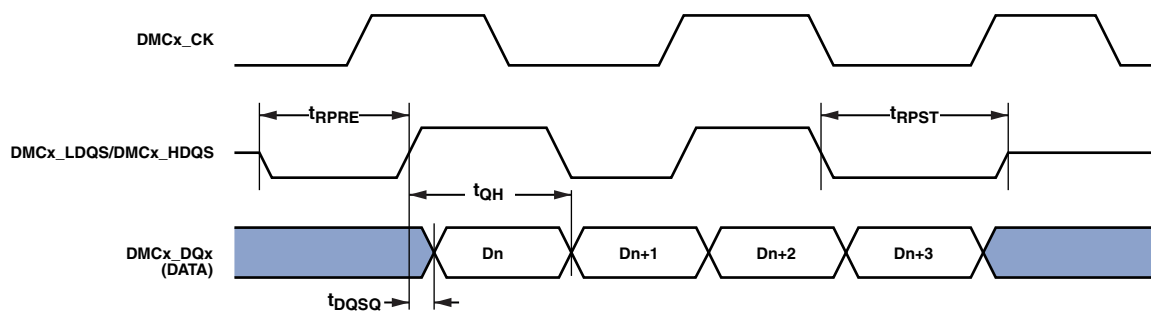 DMCx_CK
tRPRE
tRPST
DMCx_LDQS/DMCx_HDQS
tQH
DMCx_DQx
(DATA)
Dn
Dn+1
Dn+2
Dn+3
tDQSQ